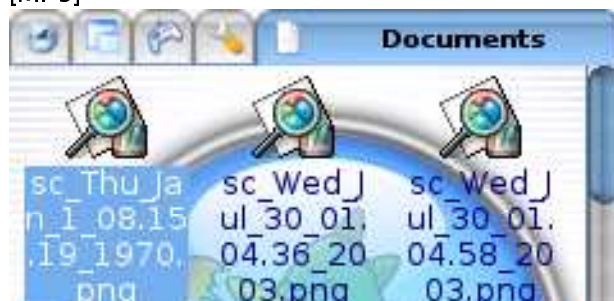 Documents
sc_Thu_Ja
n_1_08.15
.19_1970.
png
sc_Wed_J
ul_30_01.
04.36_20
03.png
sc_Wed_J
ul_30_01.
04.58_20
03.png